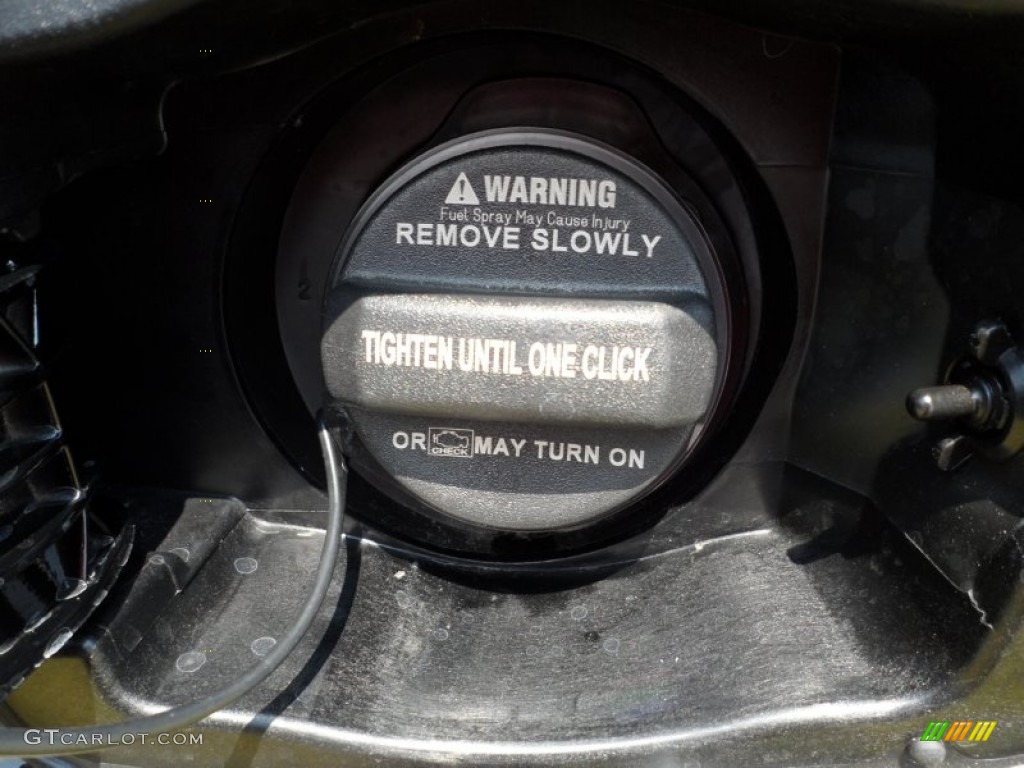 WARNING
Fuel Spray May Cause Injury
REMOVE SLOWLY
TIGHTEN UNTIL ONE CLICK
OR CHECK MAY TURN ON
2
GTCARLOT.COM